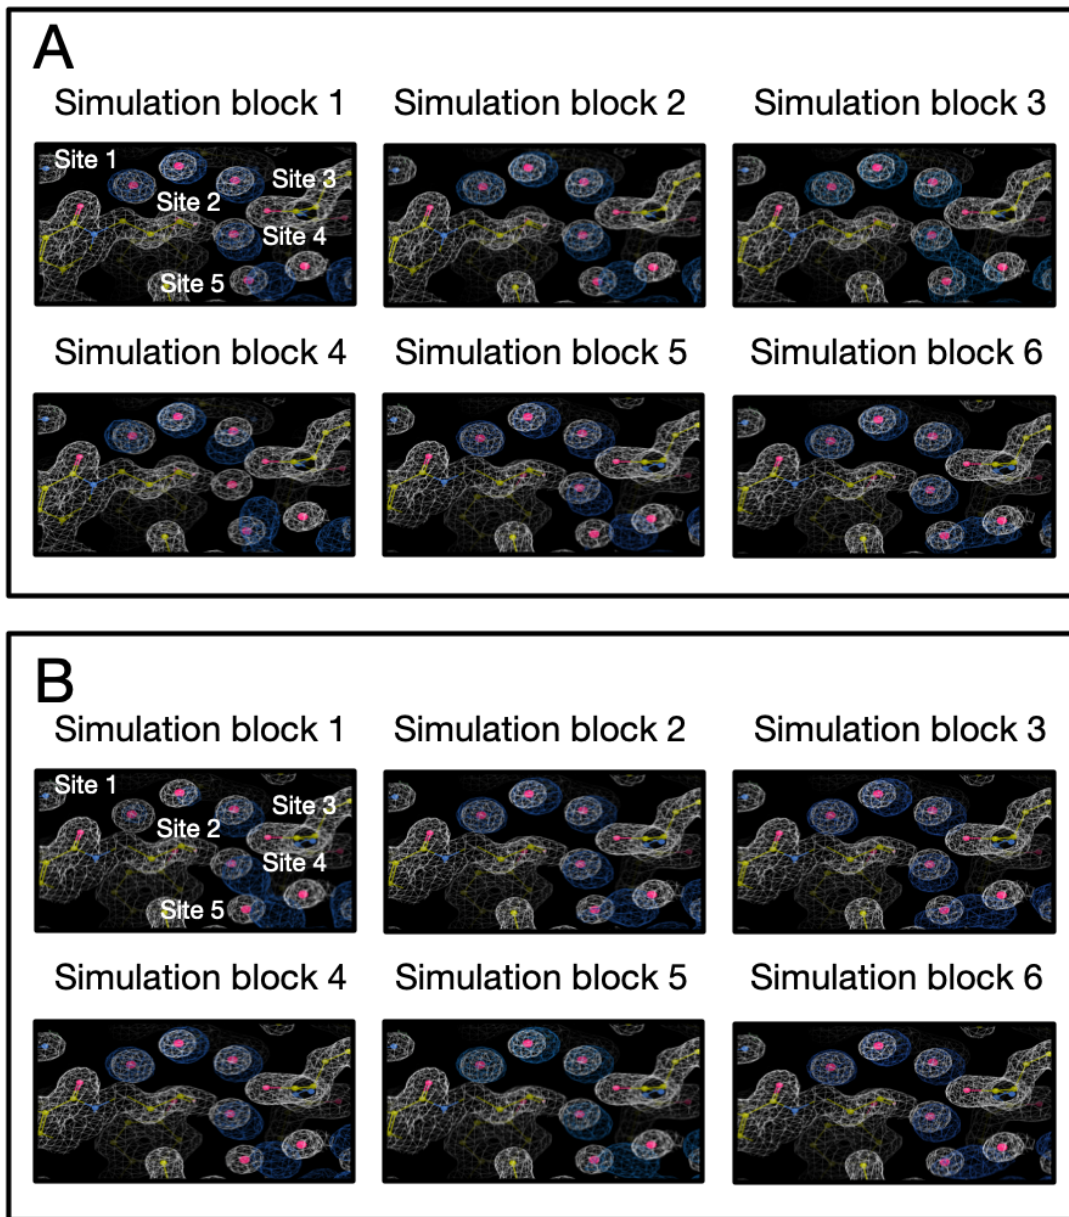 A
Simulation block 1
Simulation block 2
Simulation block 3
Site 1
Site 2
Site 3
Site 4
Site 5
Simulation block 4
Simulation block 5
Simulation block 6
B
Simulation block 1
Simulation block 2
Simulation block 3
Site 1
Site 2
Site 3
Site 4
Site 5
Simulation block 4
Simulation block 5
Simulation block 6